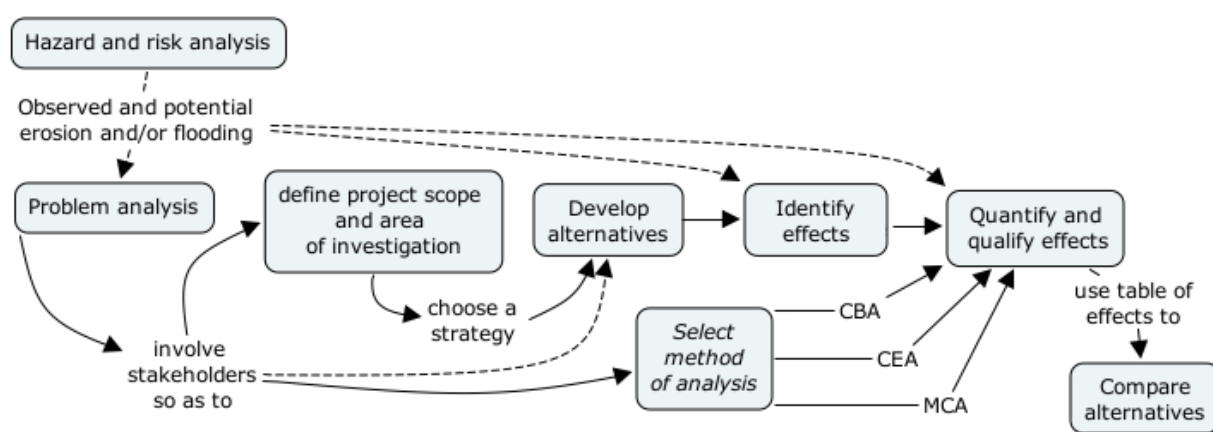 Hazard and risk analysis
Observed and potential
erosion and/or flooding
Problem analysis
define project scope
and area
of investigation
Develop
alternatives
Identify
effects
Quantify and
qualify effects
choose a
strategy
involve
stakeholders
so as to
Select
method
of analysis
CBA
CEA
MCA
use table of
effects to
Compare
alternatives